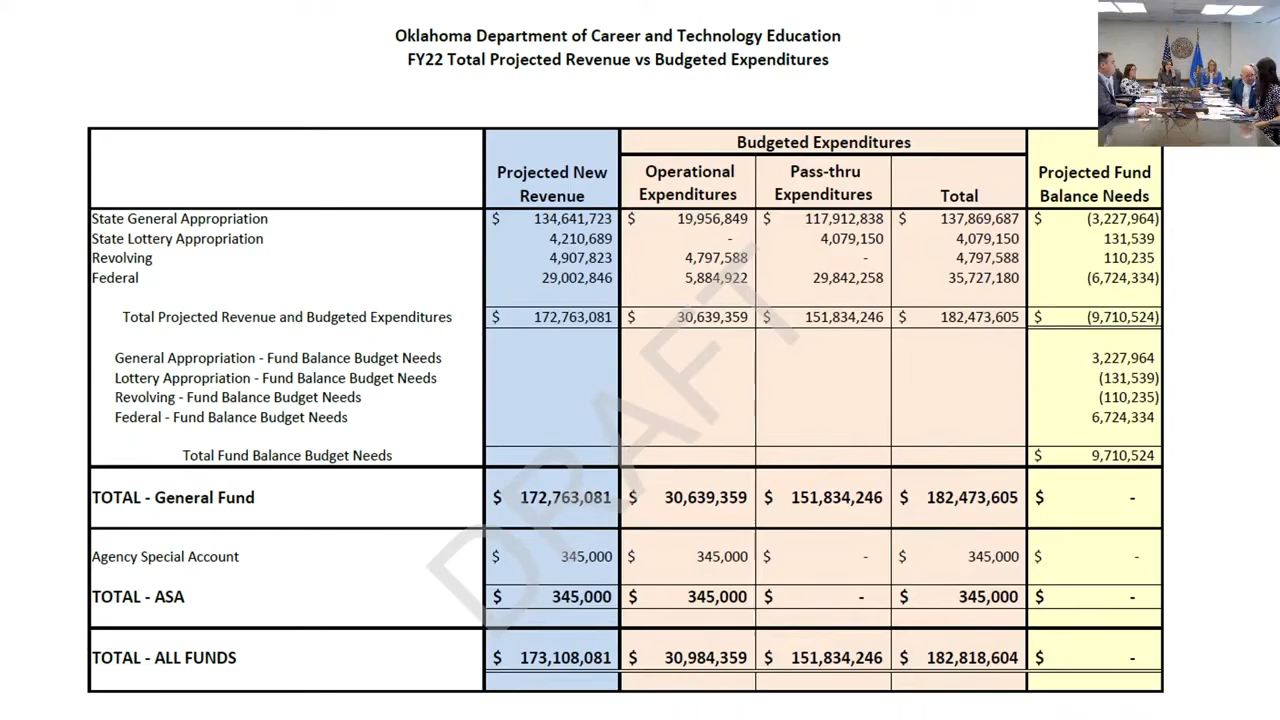 Oklahoma Department of Career and Technology Education
FY22 Total Projected Revenue vs Budgeted Expenditures
Budgeted Expenditures
Projected New Revenue Operational Expenditures Pass-thru Expenditures Total Projected Fund Balance Needs
State General Appropriation $ 134,641,723 $ 19,956,849 $ 117,912,838 $ 137,869,687 $ (3,227,964)
State Lottery Appropriation 4,210,689 - 4,079,150 4,079,150 131,539
Revolving 4,907,823 4,797,588 - 4,797,588 110,235
Federal 29,002,846 5,884,922 29,842,258 35,727,180 (6,724,334)
Total Projected Revenue and Budgeted Expenditures $ 172,763,081 $ 30,639,359 $ 151,834,246 $ 182,473,605 $ (9,710,524)
General Appropriation - Fund Balance Budget Needs 3,227,964
Lottery Appropriation - Fund Balance Budget Needs (131,539)
Revolving - Fund Balance Budget Needs (110,235)
Federal - Fund Balance Budget Needs 6,724,334
Total Fund Balance Budget Needs $ 9,710,524
TOTAL - General Fund $ 172,763,081 $ 30,639,359 $ 151,834,246 $ 182,473,605 $ -
Agency Special Account $ 345,000 $ 345,000 $ - $ 345,000 $ -
TOTAL - ASA $ 345,000 $ 345,000 $ - $ 345,000 $ -
TOTAL - ALL FUNDS $ 173,108,081 $ 30,984,359 $ 151,834,246 $ 182,818,604 $ -
DRAFT